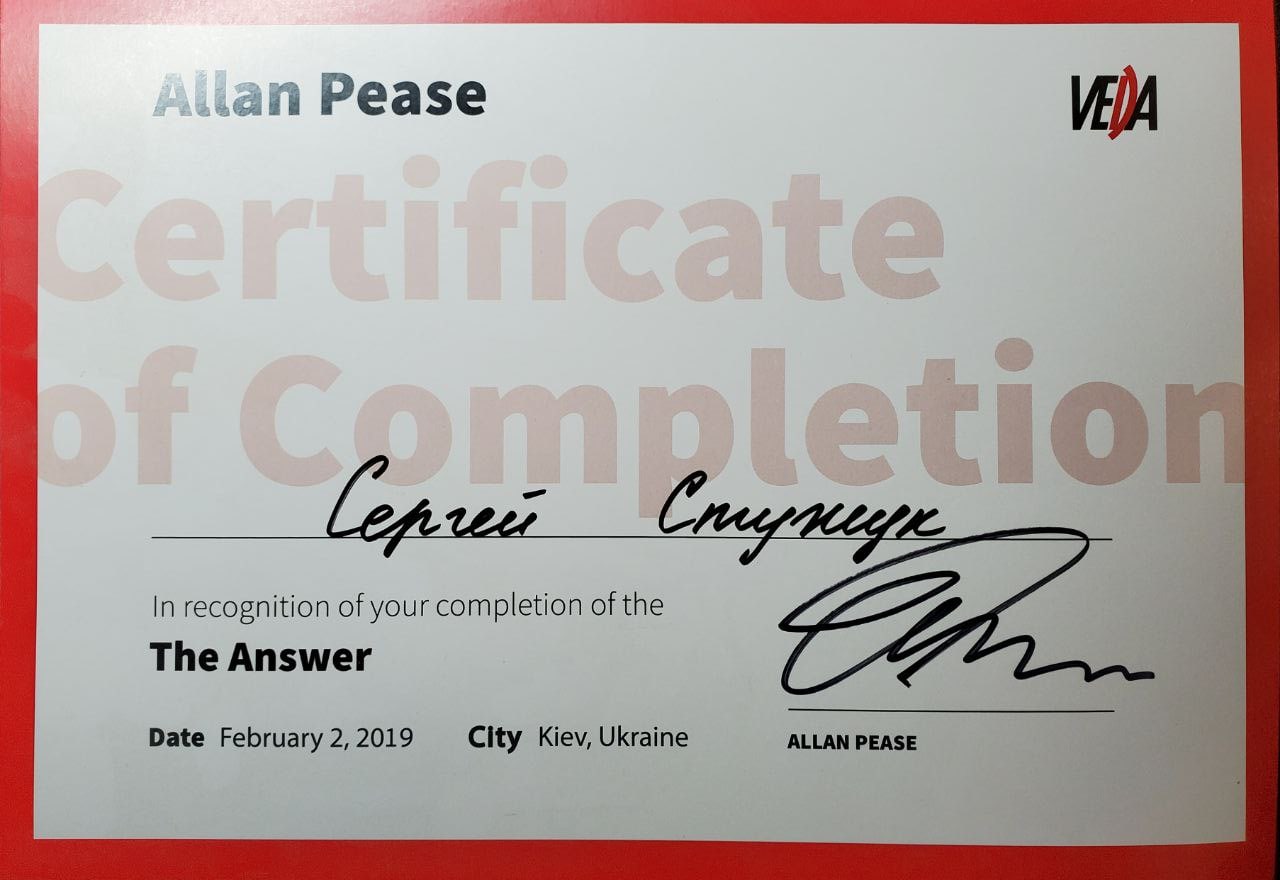 Allan Pease
VEDA
Certificate
of Completion
Сергей Стужук
In recognition of your completion of the
The Answer
Date February 2, 2019 City Kiev, Ukraine
ALLAN PEASE